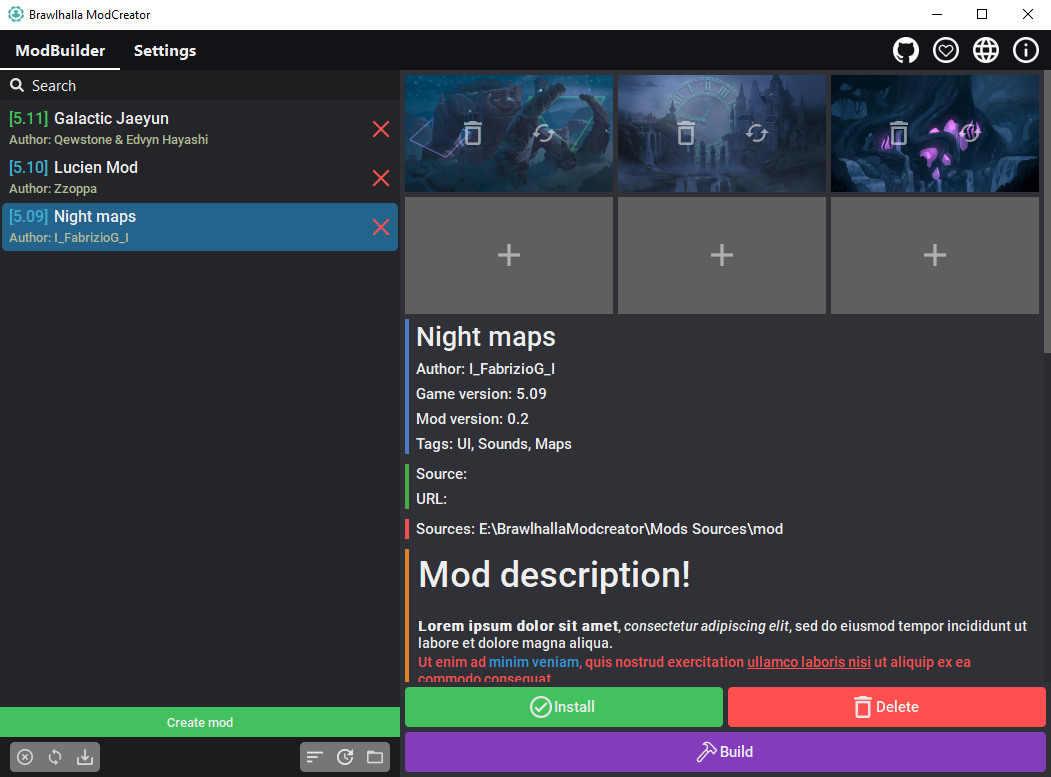 Brawlhalla ModCreator
ModBuilder Settings
Search
[5.11] Galactic Jaeyun
Author: Qewstone & Edvyn Hayashi
[5.10] Lucien Mod
Author: Zzoppa
[5.09] Night maps
Author: I_FabrizioG_I
Create mod
Night maps
Author: I_FabrizioG_I
Game version: 5.09
Mod version: 0.2
Tags: UI, Sounds, Maps
Source:
URL:
Sources: E:\BrawlhallaModcreator\Mods Sources\mod
Mod description!
Lorem ipsum dolor sit amet, consectetur adipiscing elit, sed do eiusmod tempor incididunt ut
labore et dolore magna aliqua.
Ut enim ad minim veniam, quis nostrud exercitation ullamco laboris nisi ut aliquip ex ea
commodo consequat
Install
Delete
Build